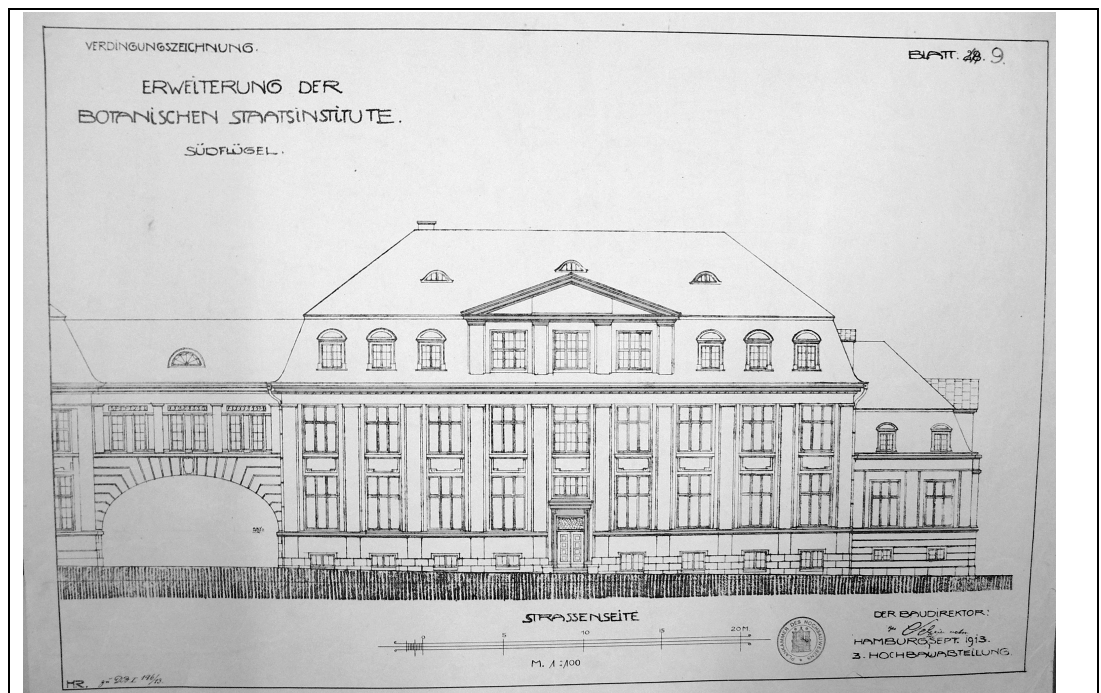 VERDINGUNGSZEICHNUNG.
BLATT. 9.
ERWEITERUNG DER
BOTANISCHEN STAATSINSTITUTE.
SÜDFLÜGEL.
STRASSENSEITE
0 5 10 15 20 M.
M. 1:100
DER BAUDIREKTOR:
HAMBURG, SEPT. 1913.
3. HOCHBAUABTEILUNG.
HR.